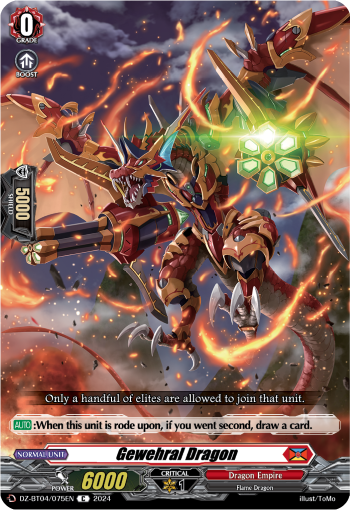 0
GRADE
BOOST
5000
SHIELD
Only a handful of elites are allowed to join that unit.
AUTO:When this unit is rode upon, if you went second, draw a card.
NORMAL UNIT
Gewehral Dragon
POWER 6000
CRITICAL
1
Dragon Empire
Flame Dragon
DZ-BT04/075EN C 2024
illust/ToMo